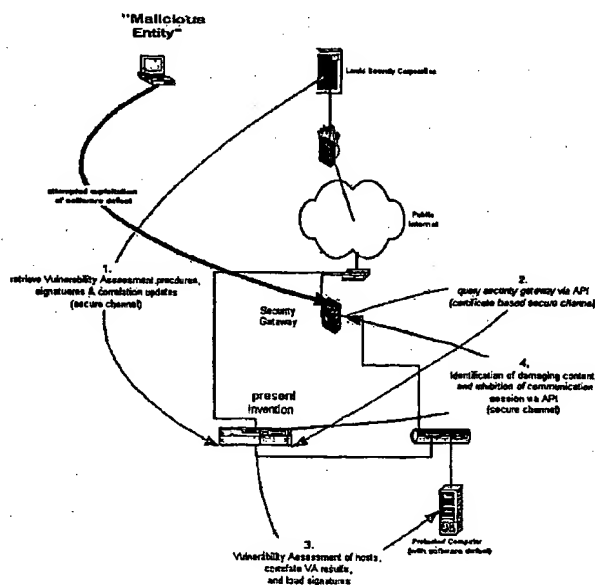 "Malicious
Entity"
Security Corporation
attempted exploitation
of software defect
Public
Internet
1.
retrieve Vulnerability Assessment procedures,
signatures & correlation updates
(secure channel)
2.
query security gateway via API
(certificate based secure channel)
Security
Gateway
4.
Identification of damaging content
and inhibition of communication
session via API
(secure channel)
present
invention
3.
Vulnerability Assessment of hosts,
correlate VA results,
and load signatures
Protected Computer
(with software defect)